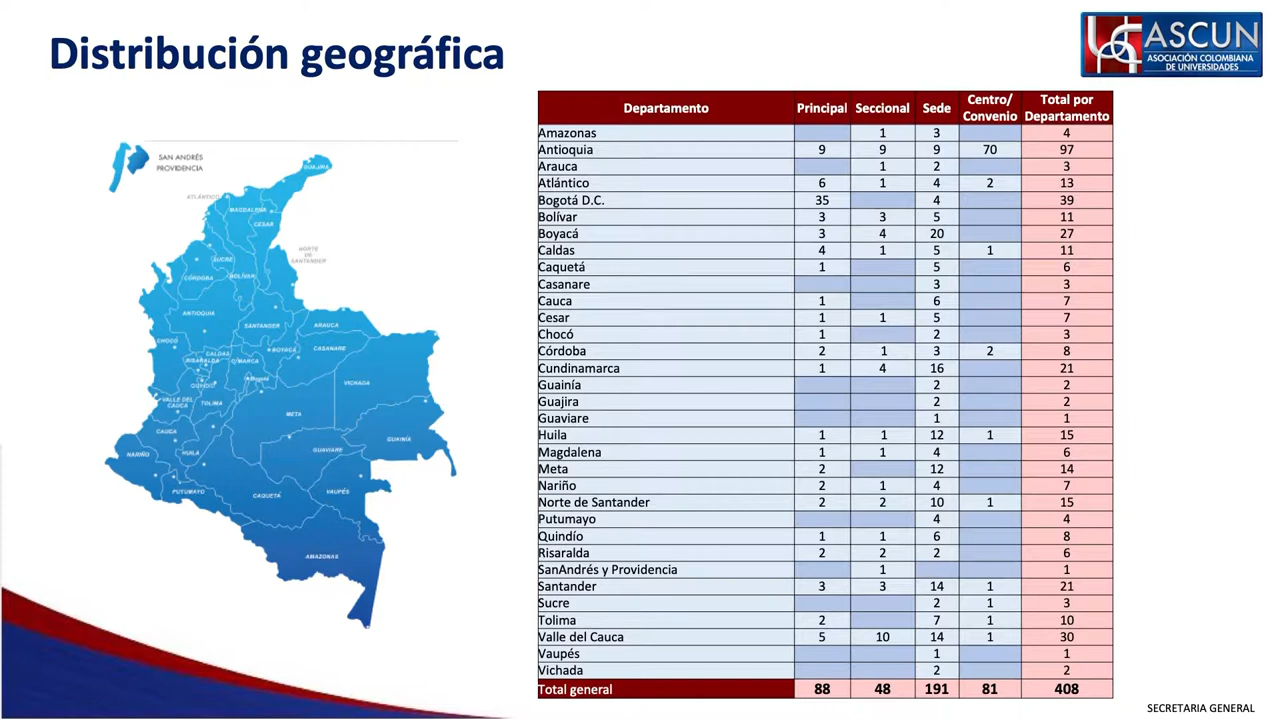 Distribución geográfica
ASCUN
ASOCIACIÓN COLOMBIANA
DE UNIVERSIDADES
SAN ANDRÉS
PROVIDENCIA
GUAJIRA
ATLÁNTICO
MAGDALENA
CESAR
NORTE
DE
SANTANDER
SUCRE
CÓRDOBA
BOLÍVAR
ANTIOQUIA
SANTANDER
ARAUCA
CHOCÓ
CALDAS
BOYACÁ
CASANARE
RISARALDA
C/MARCA
Bogotá
QUINDIO
VICHADA
VALLE DEL
CAUCA
TOLIMA
META
CAUCA
GUAINÍA
NARIÑO
HUILA
GUAVIARE
PUTUMAYO
CAQUETÁ
VAUPÉS
AMAZONAS
Departamento Principal Seccional Sede Centro/ Convenio Total por Departamento
Amazonas 1 3 4
Antioquia 9 9 9 70 97
Arauca 1 2 3
Atlántico 6 1 4 2 13
Bogotá D.C. 35 4 39
Bolívar 3 3 5 11
Boyacá 3 4 20 27
Caldas 4 1 5 1 11
Caquetá 1 5 6
Casanare 3 3
Cauca 1 6 7
Cesar 1 1 5 7
Chocó 1 2 3
Córdoba 2 1 3 2 8
Cundinamarca 1 4 16 21
Guainía 2 2
Guajira 2 2
Guaviare 1 1
Huila 1 1 12 1 15
Magdalena 1 1 4 6
Meta 2 12 14
Nariño 2 1 4 7
Norte de Santander 2 2 10 1 15
Putumayo 4 4
Quindío 1 1 6 8
Risaralda 2 2 2 6
SanAndrés y Providencia 1 1
Santander 3 3 14 1 21
Sucre 2 1 3
Tolima 2 7 1 10
Valle del Cauca 5 10 14 1 30
Vaupés 1 1
Vichada 2 2
Total general 88 48 191 81 408
SECRETARIA GENERAL